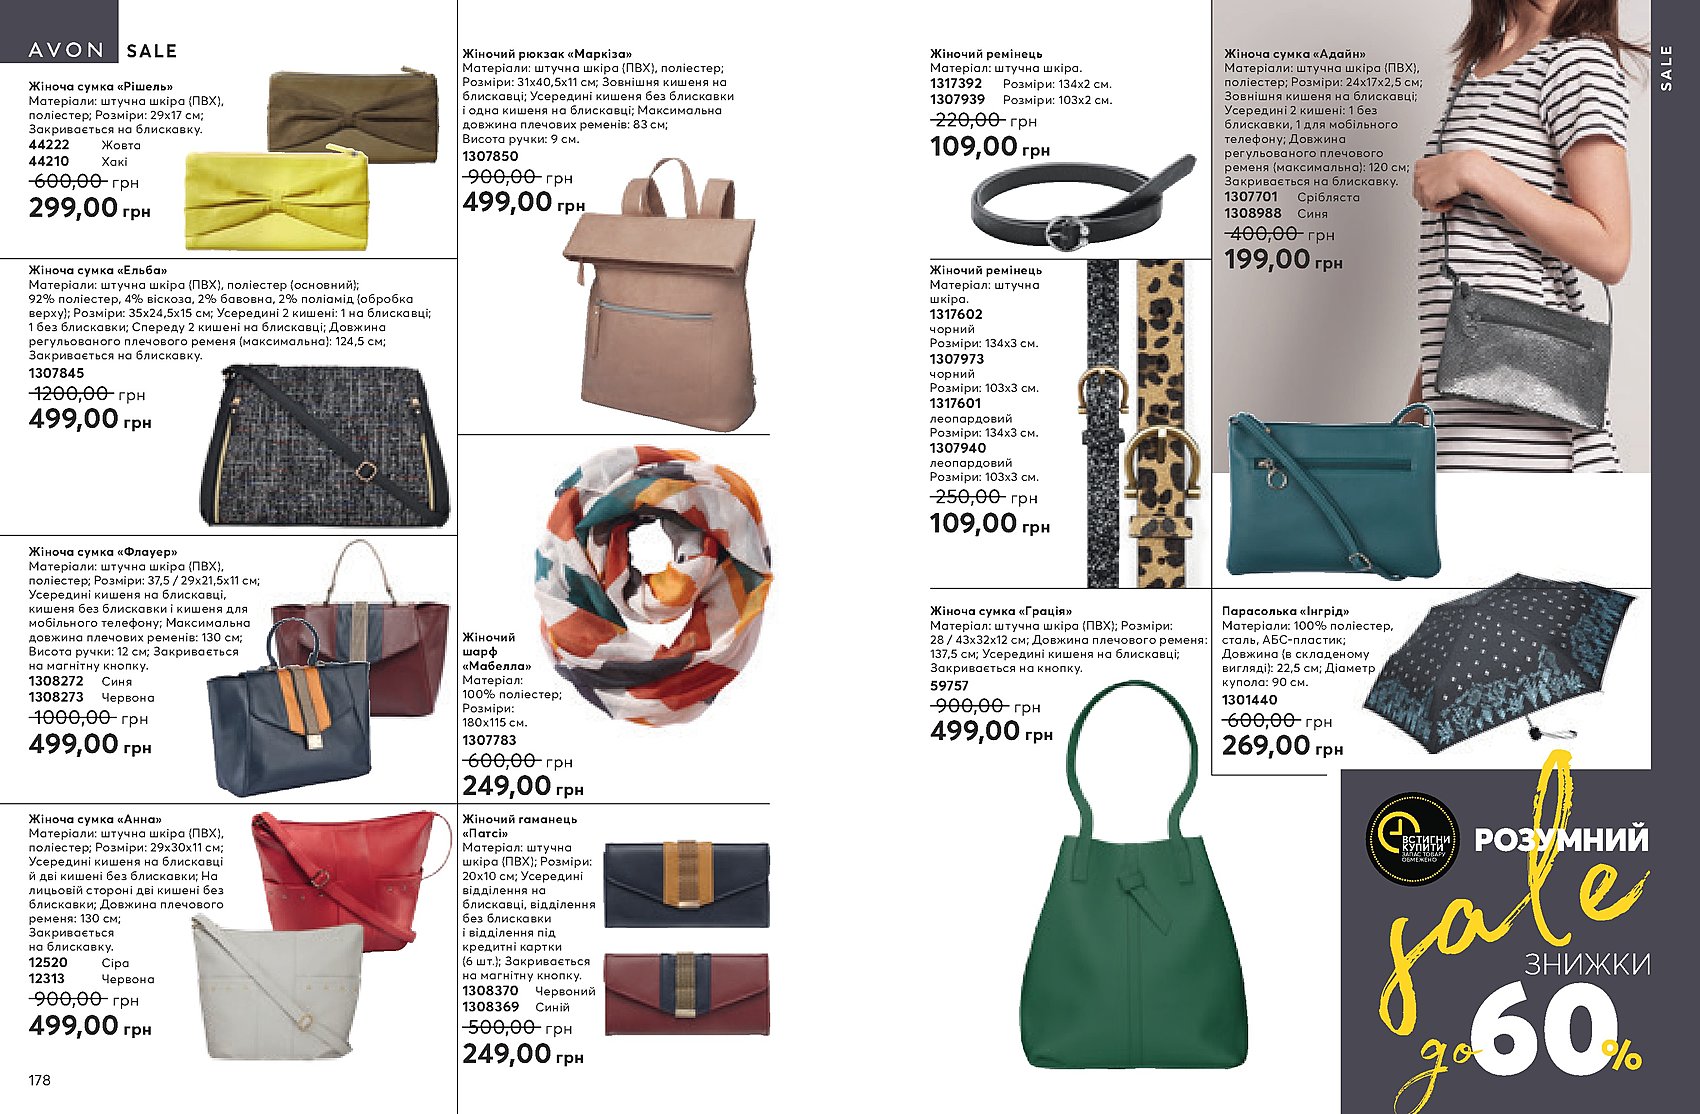 AVON SALE
Жіноча сумка «Рішель»
Матеріали: штучна шкіра (ПВХ),
поліестер; Розміри: 29х17 см;
Закривається на блискавку.
44222 Жовта
44210 Хакі
600,00 грн
299,00 грн
Жіноча сумка «Ельба»
Матеріали: штучна шкіра (ПВХ), поліестер (основний);
92% поліестер, 4% віскоза, 2% бавовна, 2% поліамід (обробка
верху); Розміри: 35х24,5х15 см; Усередині 2 кишені: 1 на блискавці;
1 без блискавки; Спереду 2 кишені на блискавці; Довжина
регульованого плечового ременя (максимальна): 124,5 см;
Закривається на блискавку.
1307845
1200,00 грн
499,00 грн
Жіноча сумка «Флауер»
Матеріали: штучна шкіра (ПВХ),
поліестер; Розміри: 37,5 / 29х21,5х11 см;
Усередині кишеня на блискавці,
кишеня без блискавки і кишеня для
мобільного телефону; Максимальна
довжина плечових ременів: 130 см;
Висота ручки: 12 см; Закривається
на магнітну кнопку.
1308272 Синя
1308273 Червона
1000,00 грн
499,00 грн
Жіноча сумка «Анна»
Матеріали: штучна шкіра (ПВХ),
поліестер; Розміри: 29х30х11 см;
Усередині кишеня на блискавці
й дві кишені без блискавки; На
лицьовій стороні дві кишені без
блискавки; Довжина плечового
ременя: 130 см;
Закривається
на блискавку.
12520 Сіра
12313 Червона
900,00 грн
499,00 грн
178
Жіночий рюкзак «Маркіза»
Матеріали: штучна шкіра (ПВХ), поліестер;
Розміри: 31х40,5х11 см; Зовнішня кишеня на
блискавці; Усередині кишеня без блискавки
і одна кишеня на блискавці; Максимальна
довжина плечових ременів: 83 см;
Висота ручки: 9 см.
1307850
900,00 грн
499,00 грн
Жіночий
шарф
«Мабелла»
Матеріал:
100% поліестер;
Розміри:
180х115 см.
1307783
600,00 грн
249,00 грн
Жіночий гаманець
«Патсі»
Матеріал: штучна
шкіра (ПВХ); Розміри:
20х10 см; Усередині
відділення на
блискавці, відділення
без блискавки
і відділення під
кредитні картки
(6 шт.); Закривається
на магнітну кнопку.
1308370 Червоний
1308369 Синій
500,00 грн
249,00 грн
Жіночий ремінець
Матеріал: штучна шкіра.
1317392 Розміри: 134х2 см.
1307939 Розміри: 103х2 см.
220,00 грн
109,00 грн
Жіночий ремінець
Матеріал: штучна
шкіра.
1317602
чорний
Розміри: 134х3 см.
1307973
чорний
Розміри: 103х3 см.
1317601
леопардовий
Розміри: 134х3 см.
1307940
леопардовий
Розміри: 103х3 см.
250,00 грн
109,00 грн
Жіноча сумка «Грація»
Матеріал: штучна шкіра (ПВХ); Розміри:
28 / 43х32х12 см; Довжина плечового ременя:
137,5 см; Усередині кишеня на блискавці;
Закривається на кнопку.
59757
900,00 грн
499,00 грн
Жіноча сумка «Адайн»
Матеріали: штучна шкіра (ПВХ),
поліестер; Розміри: 24х17х2,5 см;
Зовнішня кишеня на блискавці;
Усередині 2 кишені: 1 без
блискавки, 1 для мобільного
телефону; Довжина
регульованого плечового
ременя (максимальна): 120 см;
Закривається на блискавку.
1307701 Срібляста
1308988 Синя
400,00 грн
199,00 грн
SALE
Парасолька «Інгрід»
Матеріали: 100% поліестер,
сталь, АБС-пластик;
Довжина (в складеному
вигляді): 22,5 см; Діаметр
купола: 90 см.
1301440
600,00 грн
269,00 грн
ВСТИГНИ
КУПИТИ
ЗАПАС ТОВАРУ
ОБМЕЖЕНО
РОЗУМНИЙ
sale
ЗНИЖКИ
до 60%